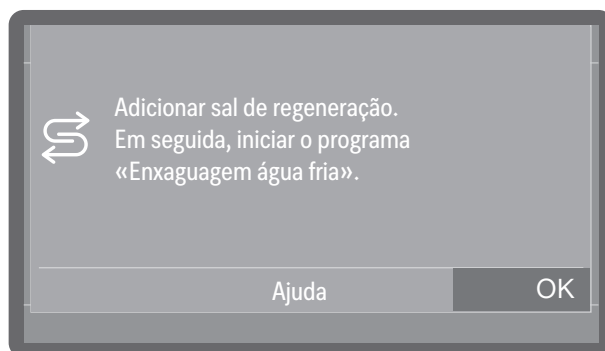 Adicionar sal de regeneração.
Em seguida, iniciar o programa
«Enxaguagem água fria».
Ajuda
OK